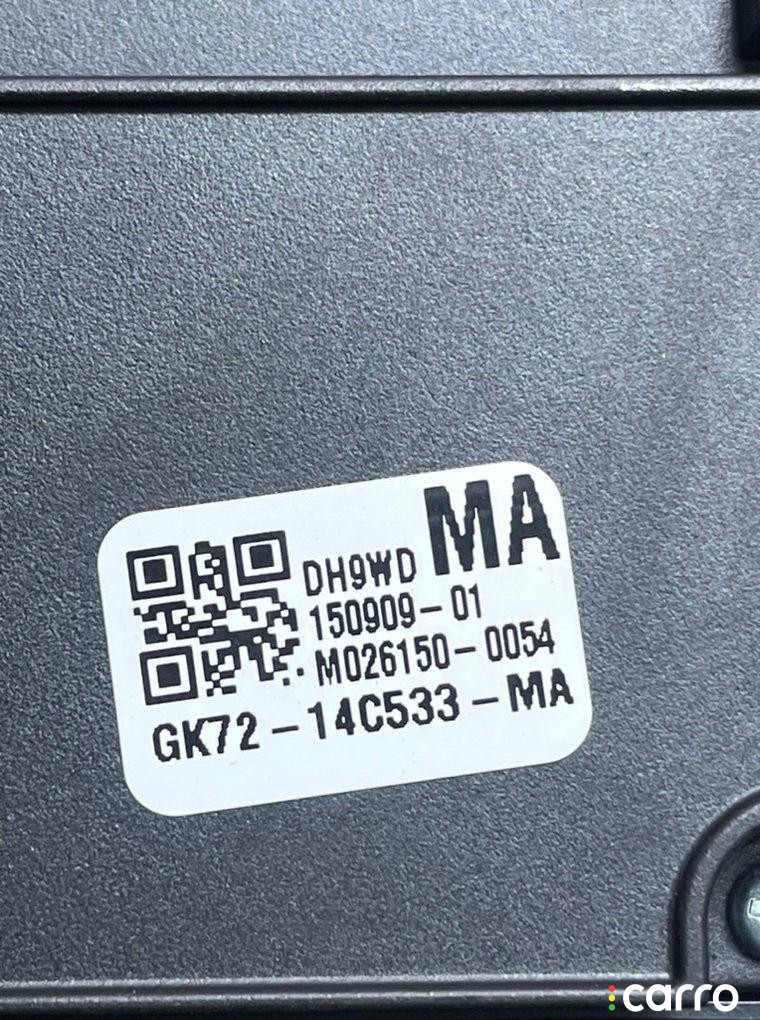 MA
DH9WD
150909-01
M026150-0054
GK72-14C533-MA
carro